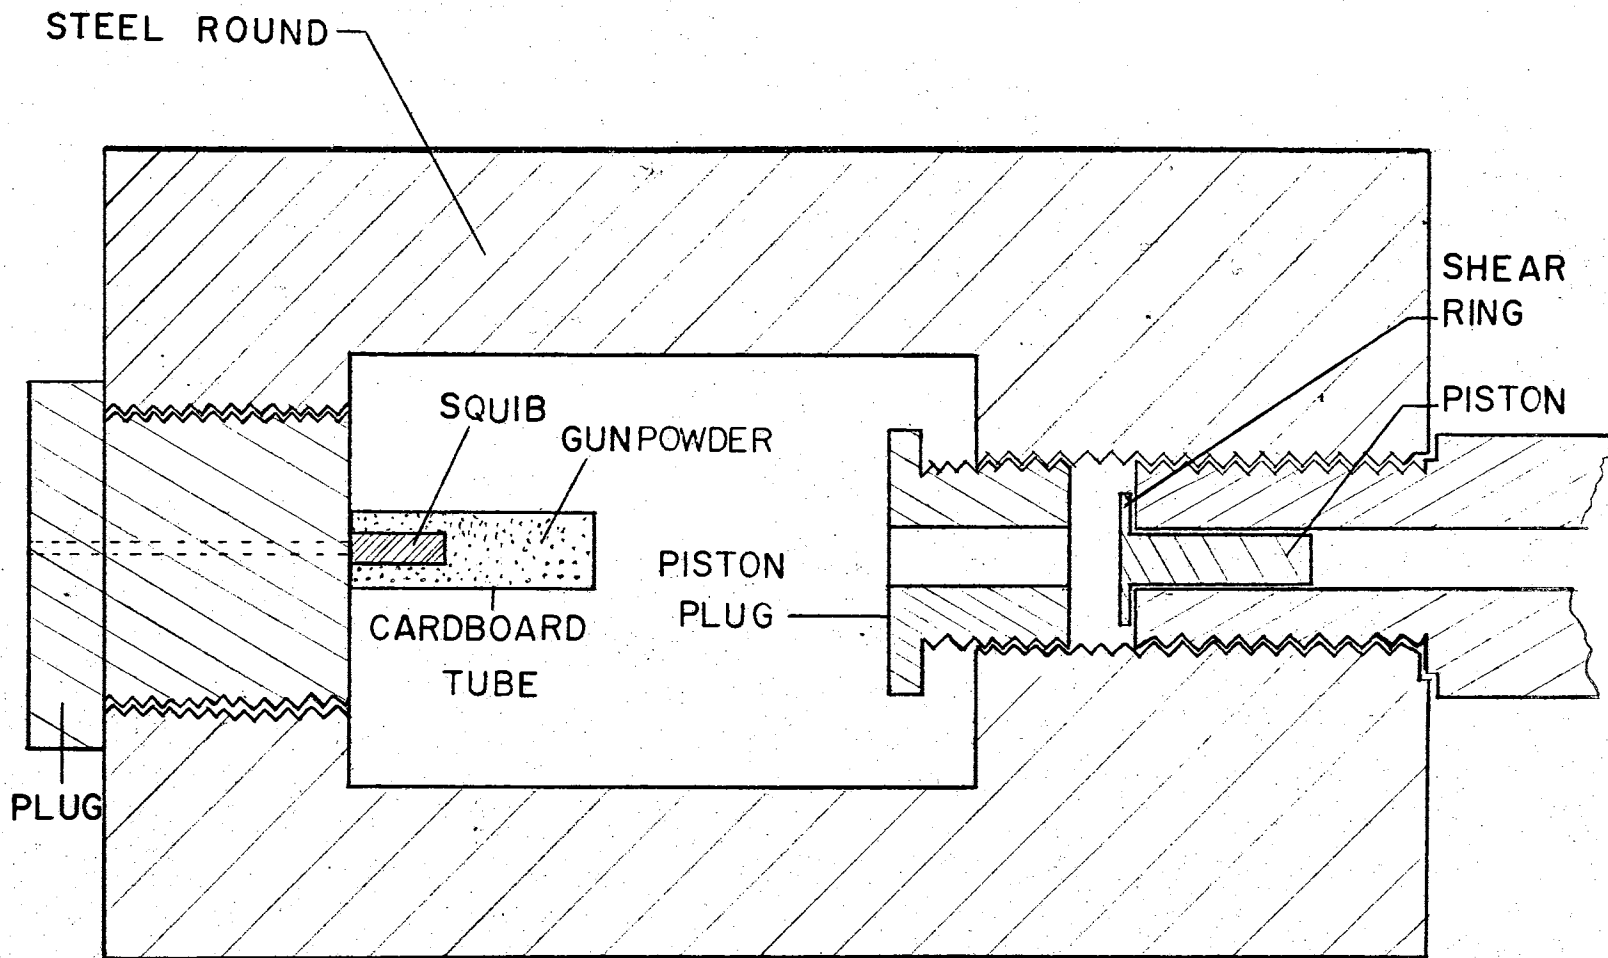 STEEL ROUND
SHEAR
RING
PISTON
SQUIB
GUNPOWDER
PISTON
PLUG
CARDBOARD
TUBE
PLUG